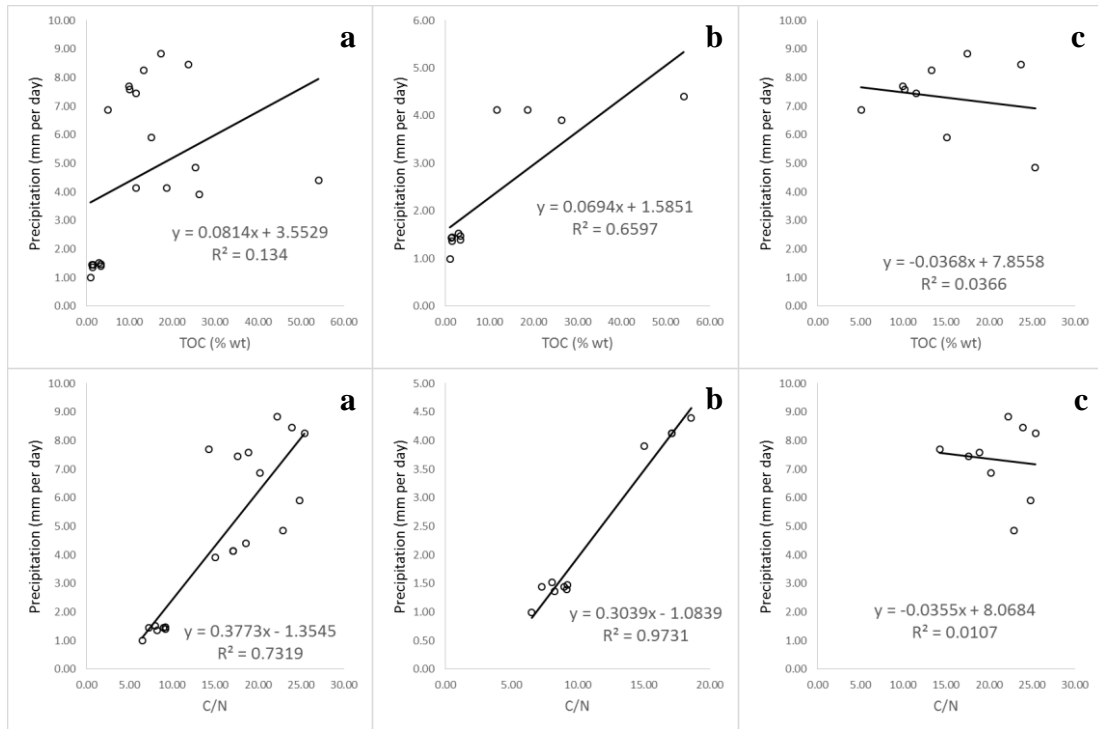 a
Precipitation (mm per day)
10.00
9.00
8.00
7.00
6.00
5.00
4.00
3.00
2.00
1.00
0.00
y = 0.0814x + 3.5529
R² = 0.134
0.00 10.00 20.00 30.00 40.00 50.00 60.00
TOC (% wt)
b
Precipitation (mm per day)
6.00
5.00
4.00
3.00
2.00
1.00
0.00
y = 0.0694x + 1.5851
R² = 0.6597
0.00 10.00 20.00 30.00 40.00 50.00 60.00
TOC (% wt)
c
Precipitation (mm per day)
10.00
9.00
8.00
7.00
6.00
5.00
4.00
3.00
2.00
1.00
0.00
y = -0.0368x + 7.8558
R² = 0.0366
0.00 5.00 10.00 15.00 20.00 25.00 30.00
TOC (% wt)
a
Precipitation (mm per day)
10.00
9.00
8.00
7.00
6.00
5.00
4.00
3.00
2.00
1.00
0.00
y = 0.3773x - 1.3545
R² = 0.7319
0.00 5.00 10.00 15.00 20.00 25.00 30.00
C/N
b
Precipitation (mm per day)
5.00
4.50
4.00
3.50
3.00
2.50
2.00
1.50
1.00
0.50
0.00
y = 0.3039x - 1.0839
R² = 0.9731
0.00 5.00 10.00 15.00 20.00
C/N
c
Precipitation (mm per day)
10.00
9.00
8.00
7.00
6.00
5.00
4.00
3.00
2.00
1.00
0.00
y = -0.0355x + 8.0684
R² = 0.0107
0.00 5.00 10.00 15.00 20.00 25.00 30.00
C/N